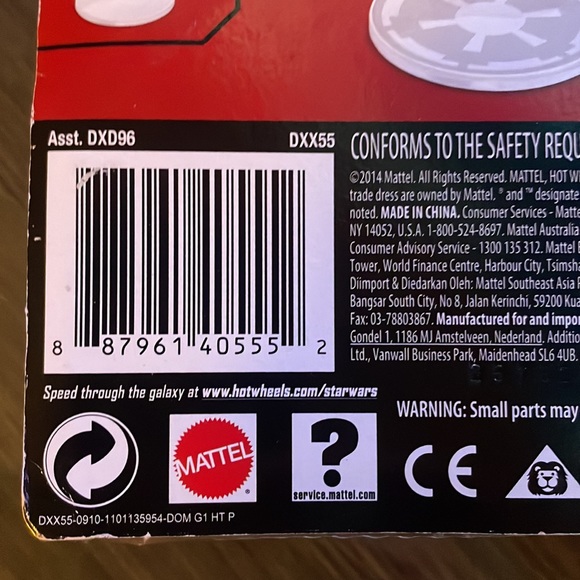 Asst. DXD96
DXX55
8 87961 40555 2
CONFORMS TO THE SAFETY REQU
©2014 Mattel. All Rights Reserved. MATTEL, HOT W
trade dress are owned by Mattel. ® and ™ designate
noted. MADE IN CHINA. Consumer Services - Matte
NY 14052, U.S.A. 1-800-524-8697. Mattel Australia
Consumer Advisory Service - 1300 135 312. Mattel E
Tower, World Finance Centre, Harbour City, Tsimsha
Diimport & Diedarkan Oleh: Mattel Southeast Asia P
Bangsar South City, No 8, Jalan Kerinchi, 59200 Kua
Fax: 03-78803867. Manufactured for and impor
Gondel 1, 1186 MJ Amstelveen, Nederland. Additio
Ltd., Vanwall Business Park, Maidenhead SL6 4UB.
Speed through the galaxy at www.hotwheels.com/starwars
WARNING: Small parts may
MATTEL ®
?
service.mattel.com
CE
DXX55-0910-1101135954-DOM G1 HT P